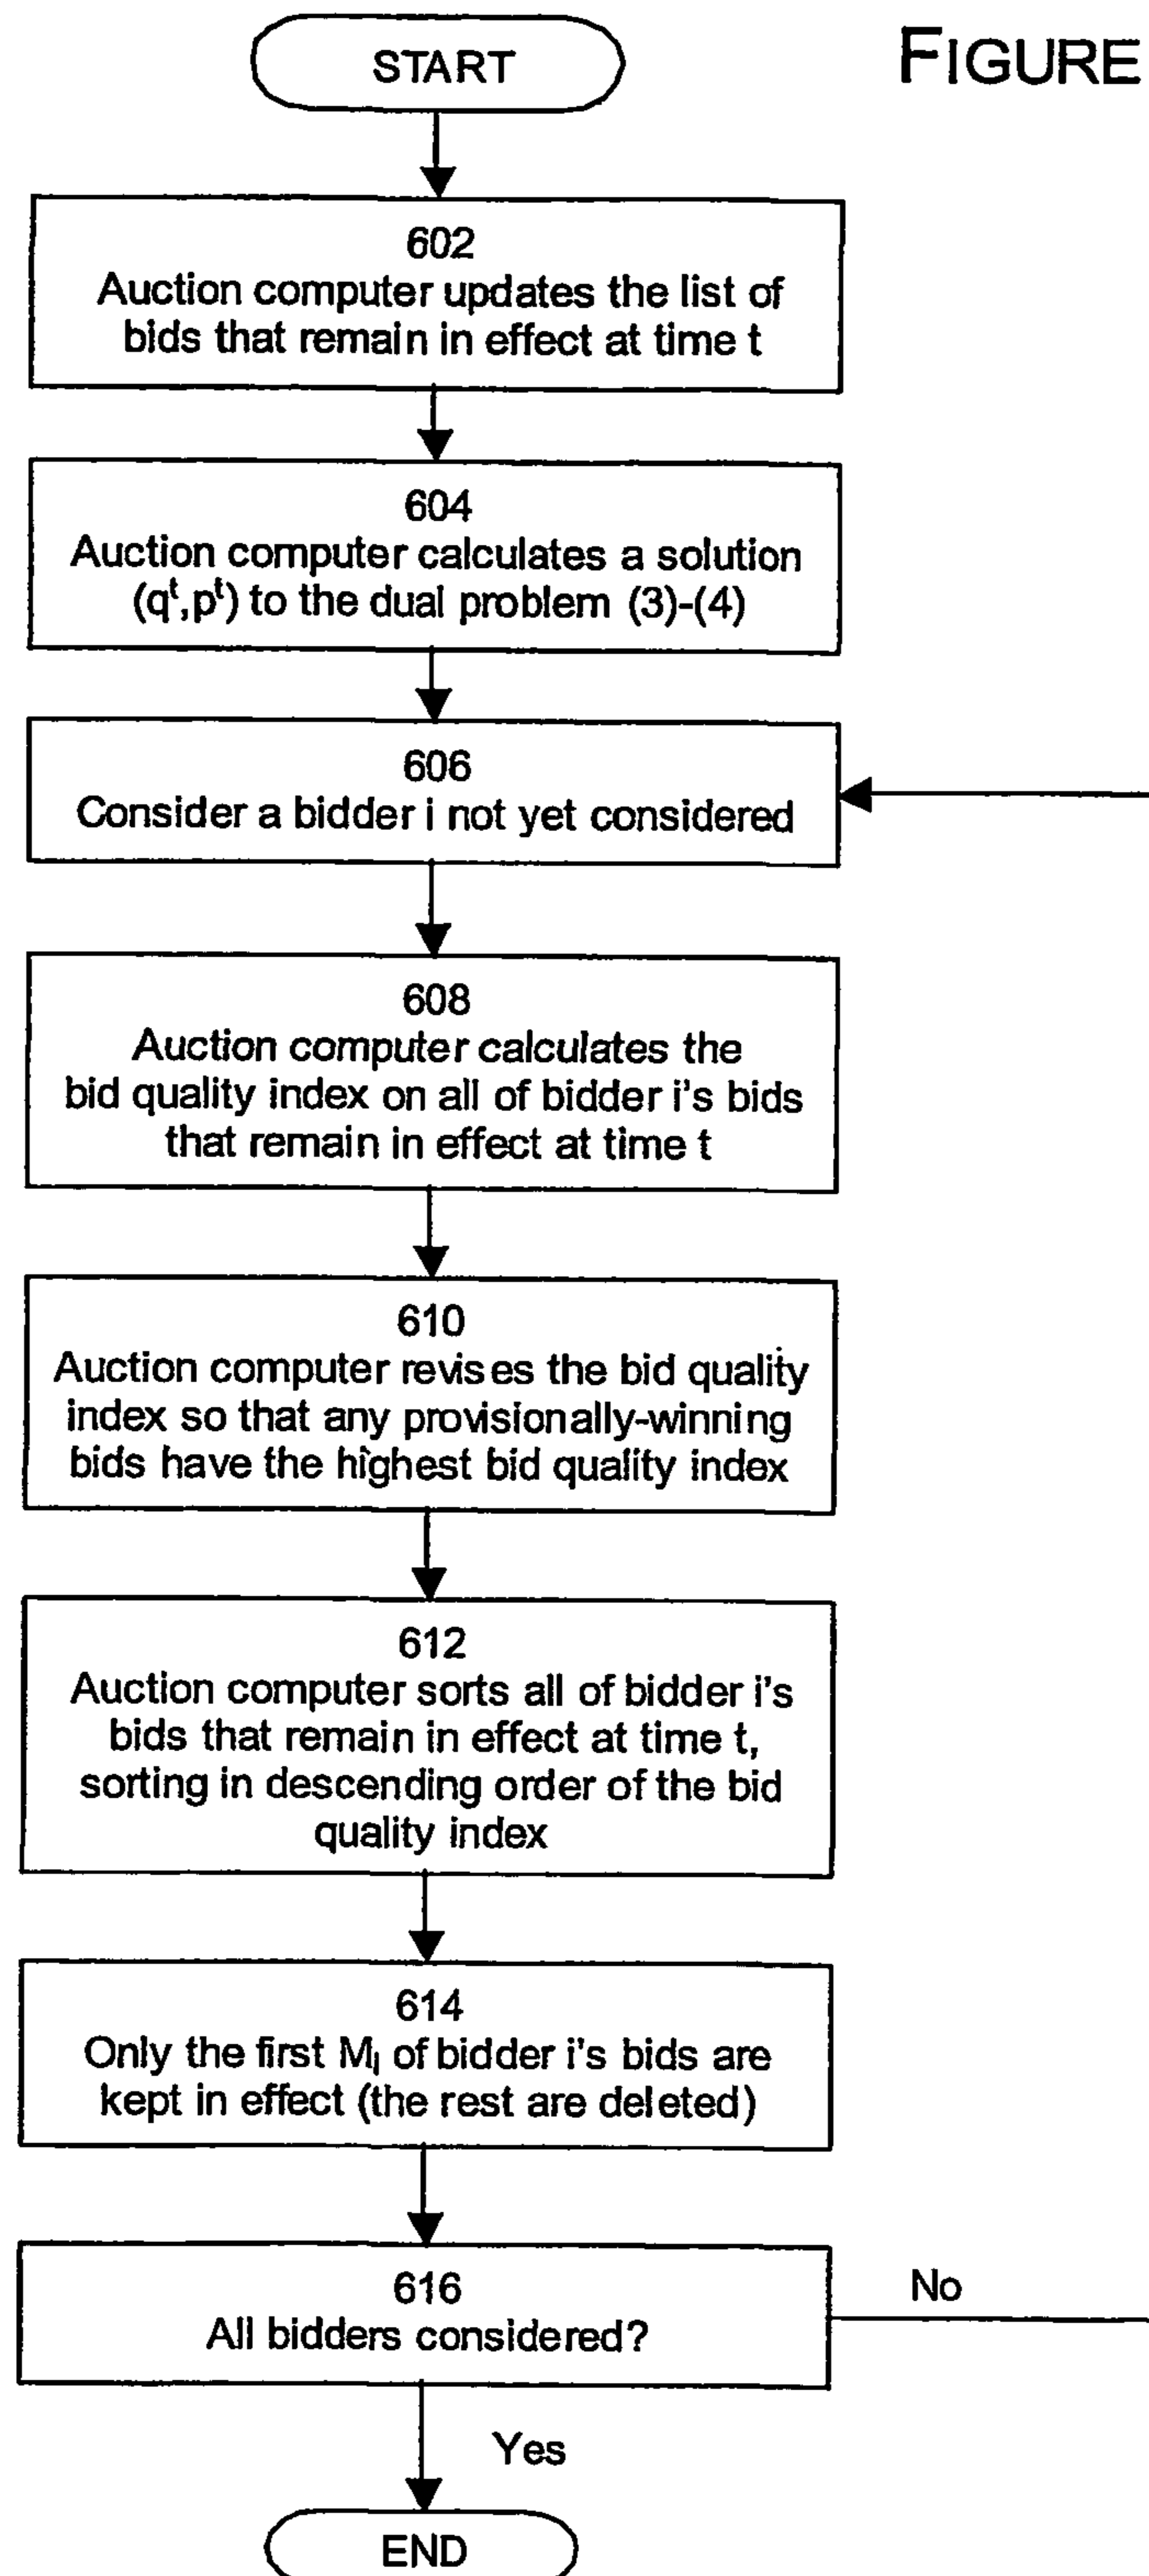 START
FIGURE
602
Auction computer updates the list of
bids that remain in effect at time t
604
Auction computer calculates a solution
(qᵗ,pᵗ) to the dual problem (3)-(4)
606
Consider a bidder i not yet considered
608
Auction computer calculates the
bid quality index on all of bidder i's bids
that remain in effect at time t
610
Auction computer revises the bid quality
index so that any provisionally-winning
bids have the highest bid quality index
612
Auction computer sorts all of bidder i's
bids that remain in effect at time t,
sorting in descending order of the bid
quality index
614
Only the first Mᵢ of bidder i's bids are
kept in effect (the rest are deleted)
616
All bidders considered?
No
Yes
END